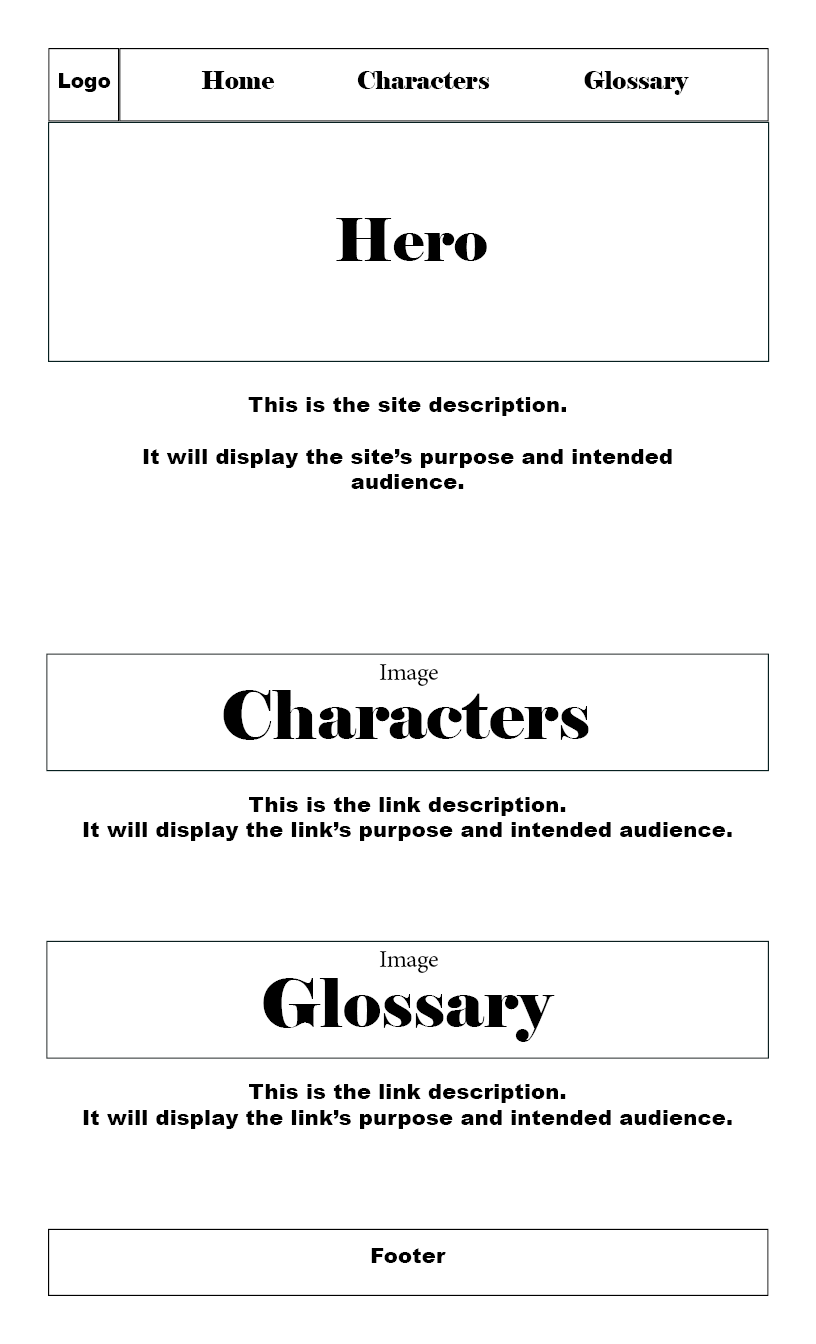 Logo
Home Characters Glossary
Hero
This is the site description.
It will display the site’s purpose and intended
audience.
Image
Characters
This is the link description.
It will display the link’s purpose and intended audience.
Image
Glossary
This is the link description.
It will display the link’s purpose and intended audience.
Footer